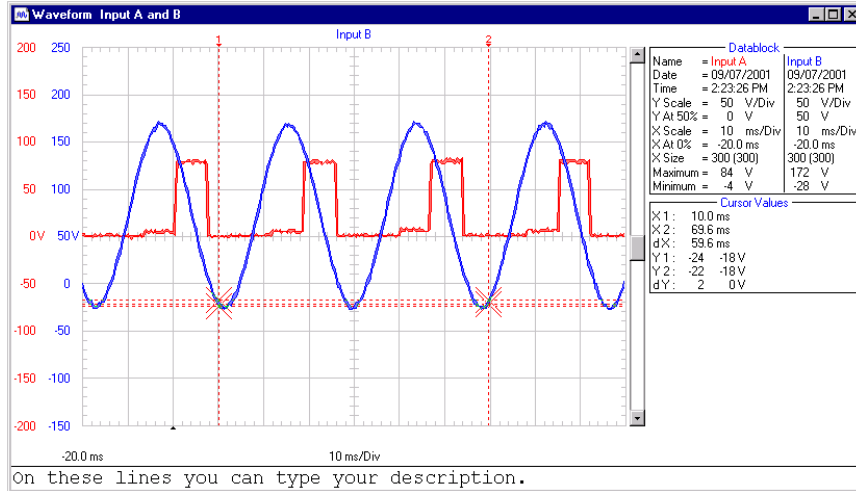 Waveform Input A and B
Input B
1 2
200 250
150 200
100 150
50 100
0V 50V
-50 0
-100 -50
-150 -100
-200 -150
-20.0 ms 10 ms/Div
Datablock
Name = Input A Input B
Date = 09/07/2001 09/07/2001
Time = 2:23:26 PM 2:23:26 PM
Y Scale = 50 V/Div 50 V/Div
Y At 50% = 0 V 50 V
X Scale = 10 ms/Div 10 ms/Div
X At 0% = -20.0 ms -20.0 ms
X Size = 300 (300) 300 (300)
Maximum = 84 V 172 V
Minimum = -4 V -28 V
Cursor Values
X1: 10.0 ms
X2: 69.6 ms
dX: 59.6 ms
Y1: -24 -18 V
Y2: -22 -18 V
dY: 2 0 V
On these lines you can type your description.